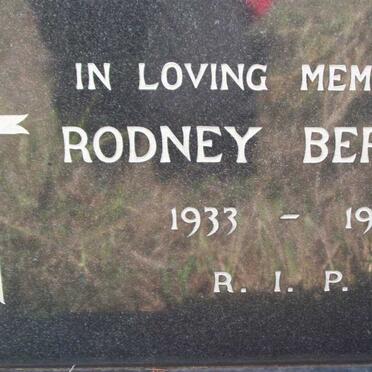 IN LOVING MEM
RODNEY BER
1933 - 19
R. I. P.